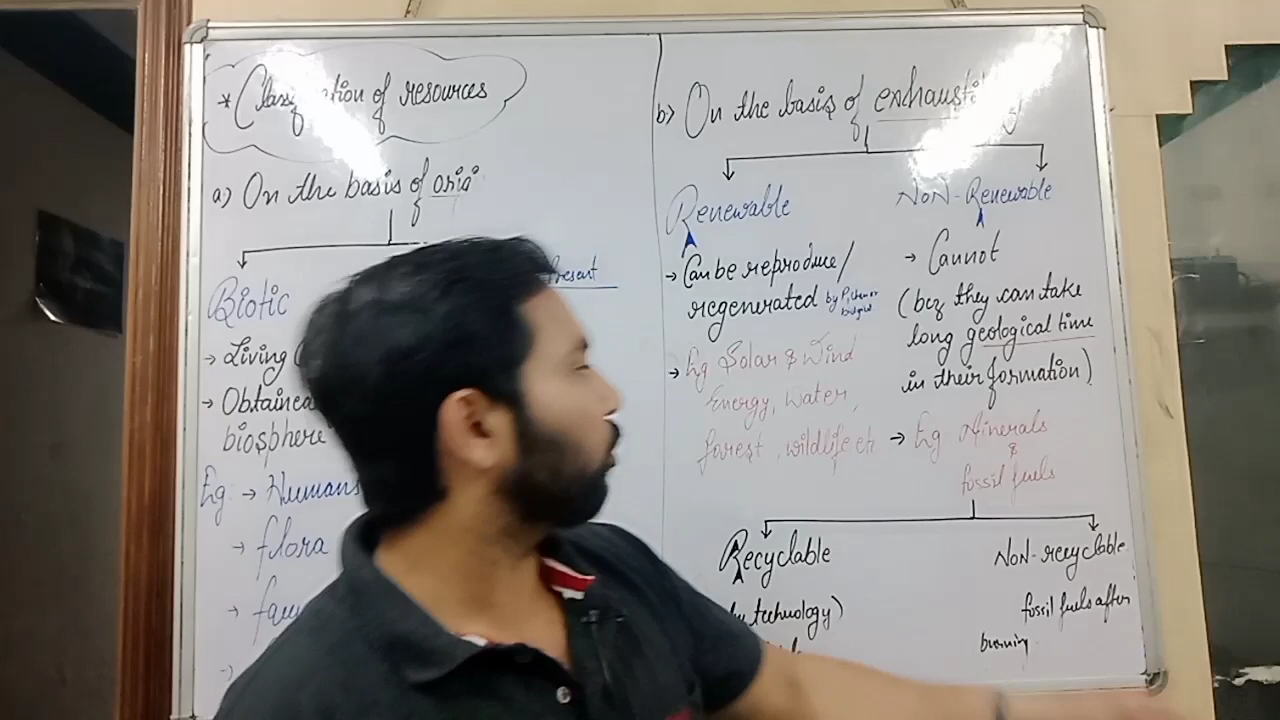 * Classification of resources
a) On the basis of
Biotic
Present
→ Living
→ Obtained
biosphere
Eg: → Humans
→ flora
→
→
b) On the basis of
Renewable
→ Can be reproduce/
regenerated by
→ Eg Solar & Wind
Energy, Water,
forest, wildlife etc
NoN-Renewable
→ Cannot
(bcz they can take
long geological time
in their formation)
→ Eg Minerals
&
fossil fuels
Recyclable
technology)
NoN-recyclable
fossil fuels after
burning